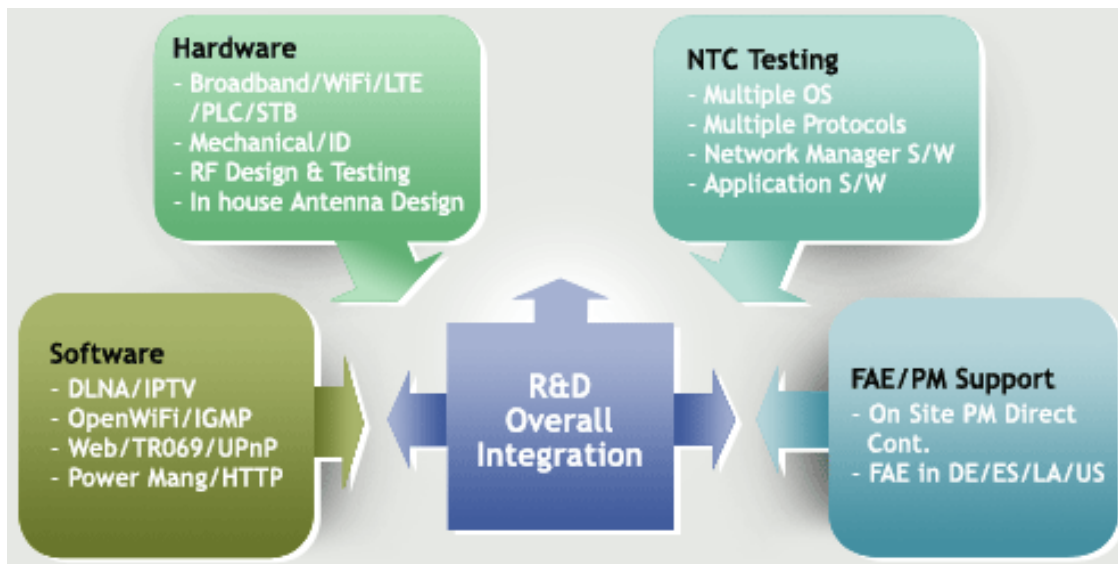 Hardware
- Broadband/WiFi/LTE
/PLC/STB
- Mechanical/ID
- RF Design & Testing
- In house Antenna Design
NTC Testing
- Multiple OS
- Multiple Protocols
- Network Manager S/W
- Application S/W
Software
- DLNA/IPTV
- OpenWiFi/IGMP
- Web/TR069/UPnP
- Power Mang/HTTP
R&D
Overall
Integration
FAE/PM Support
- On Site PM Direct
Cont.
- FAE in DE/ES/LA/US